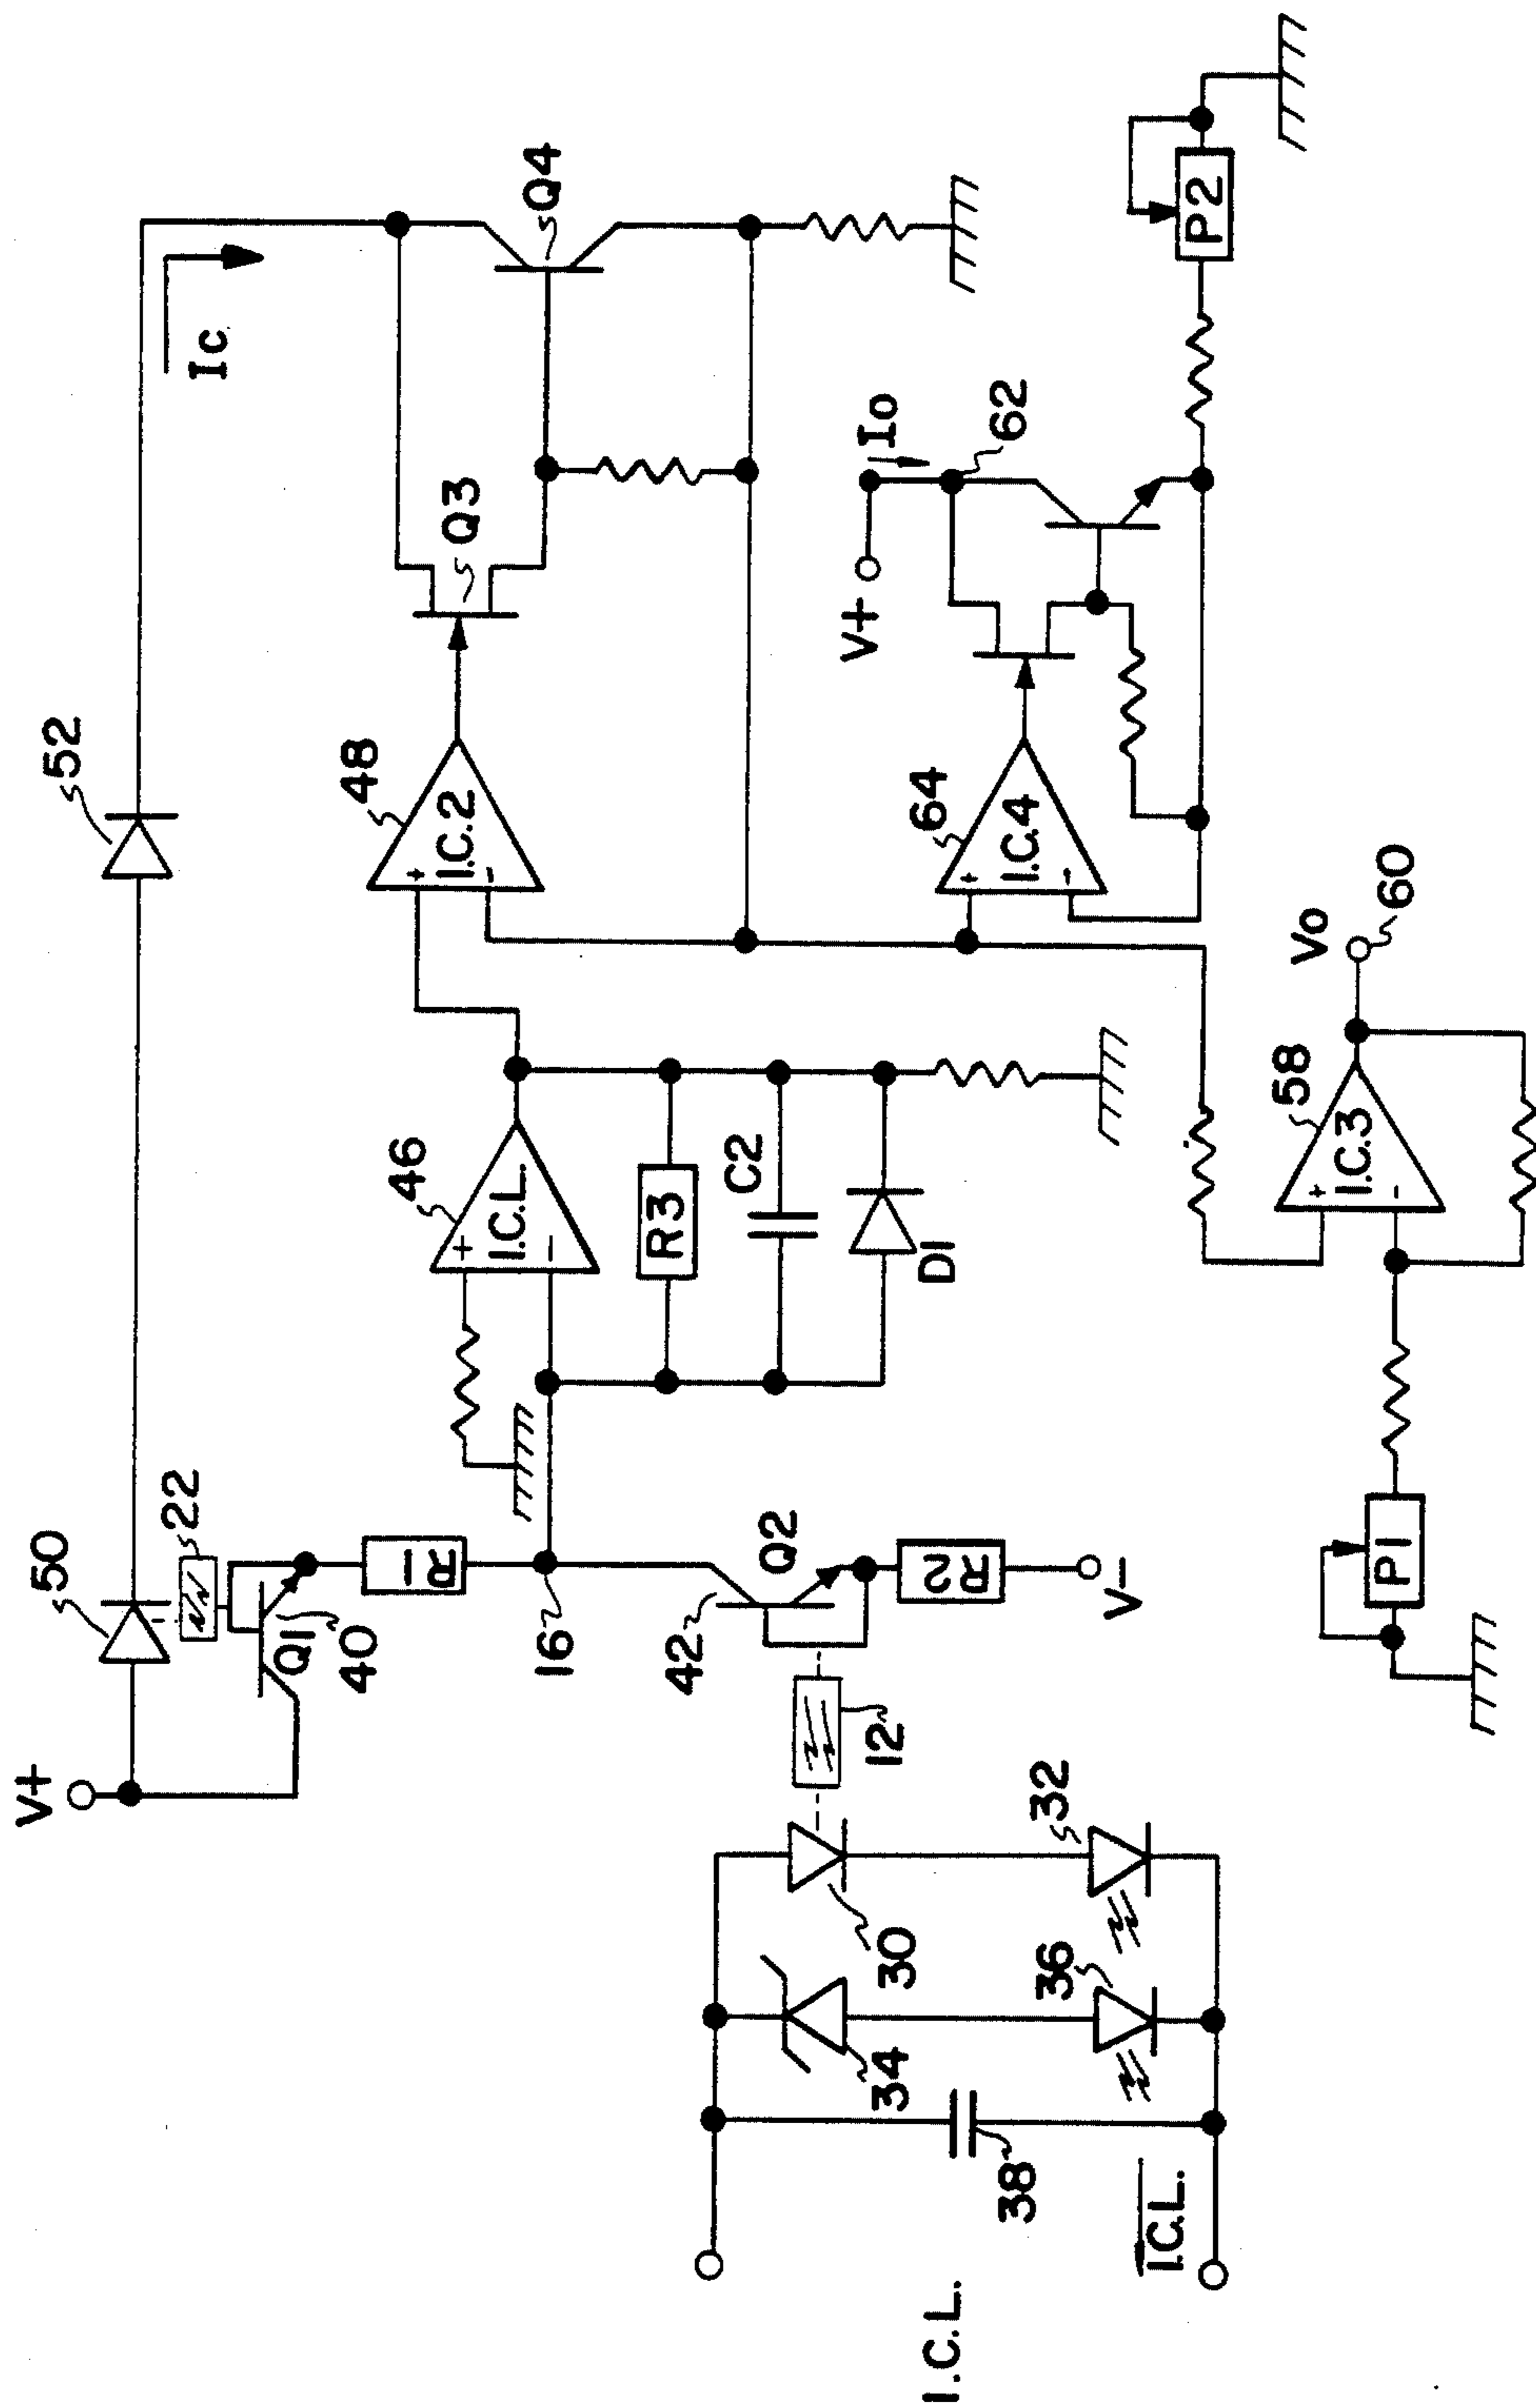 V+
50
22
Q1
40
R1
16
42
Q2
R2
V-
12
30
32
34
36
38
I.C.L.
I.C.L.
52
Ic
46
I.C.L.
+
-
R3
C2
D1
48
I.C.2
+
-
Q3
Q4
V+
Io
62
64
I.C.4
+
-
P2
58
I.C.3
+
-
Vo
60
P1